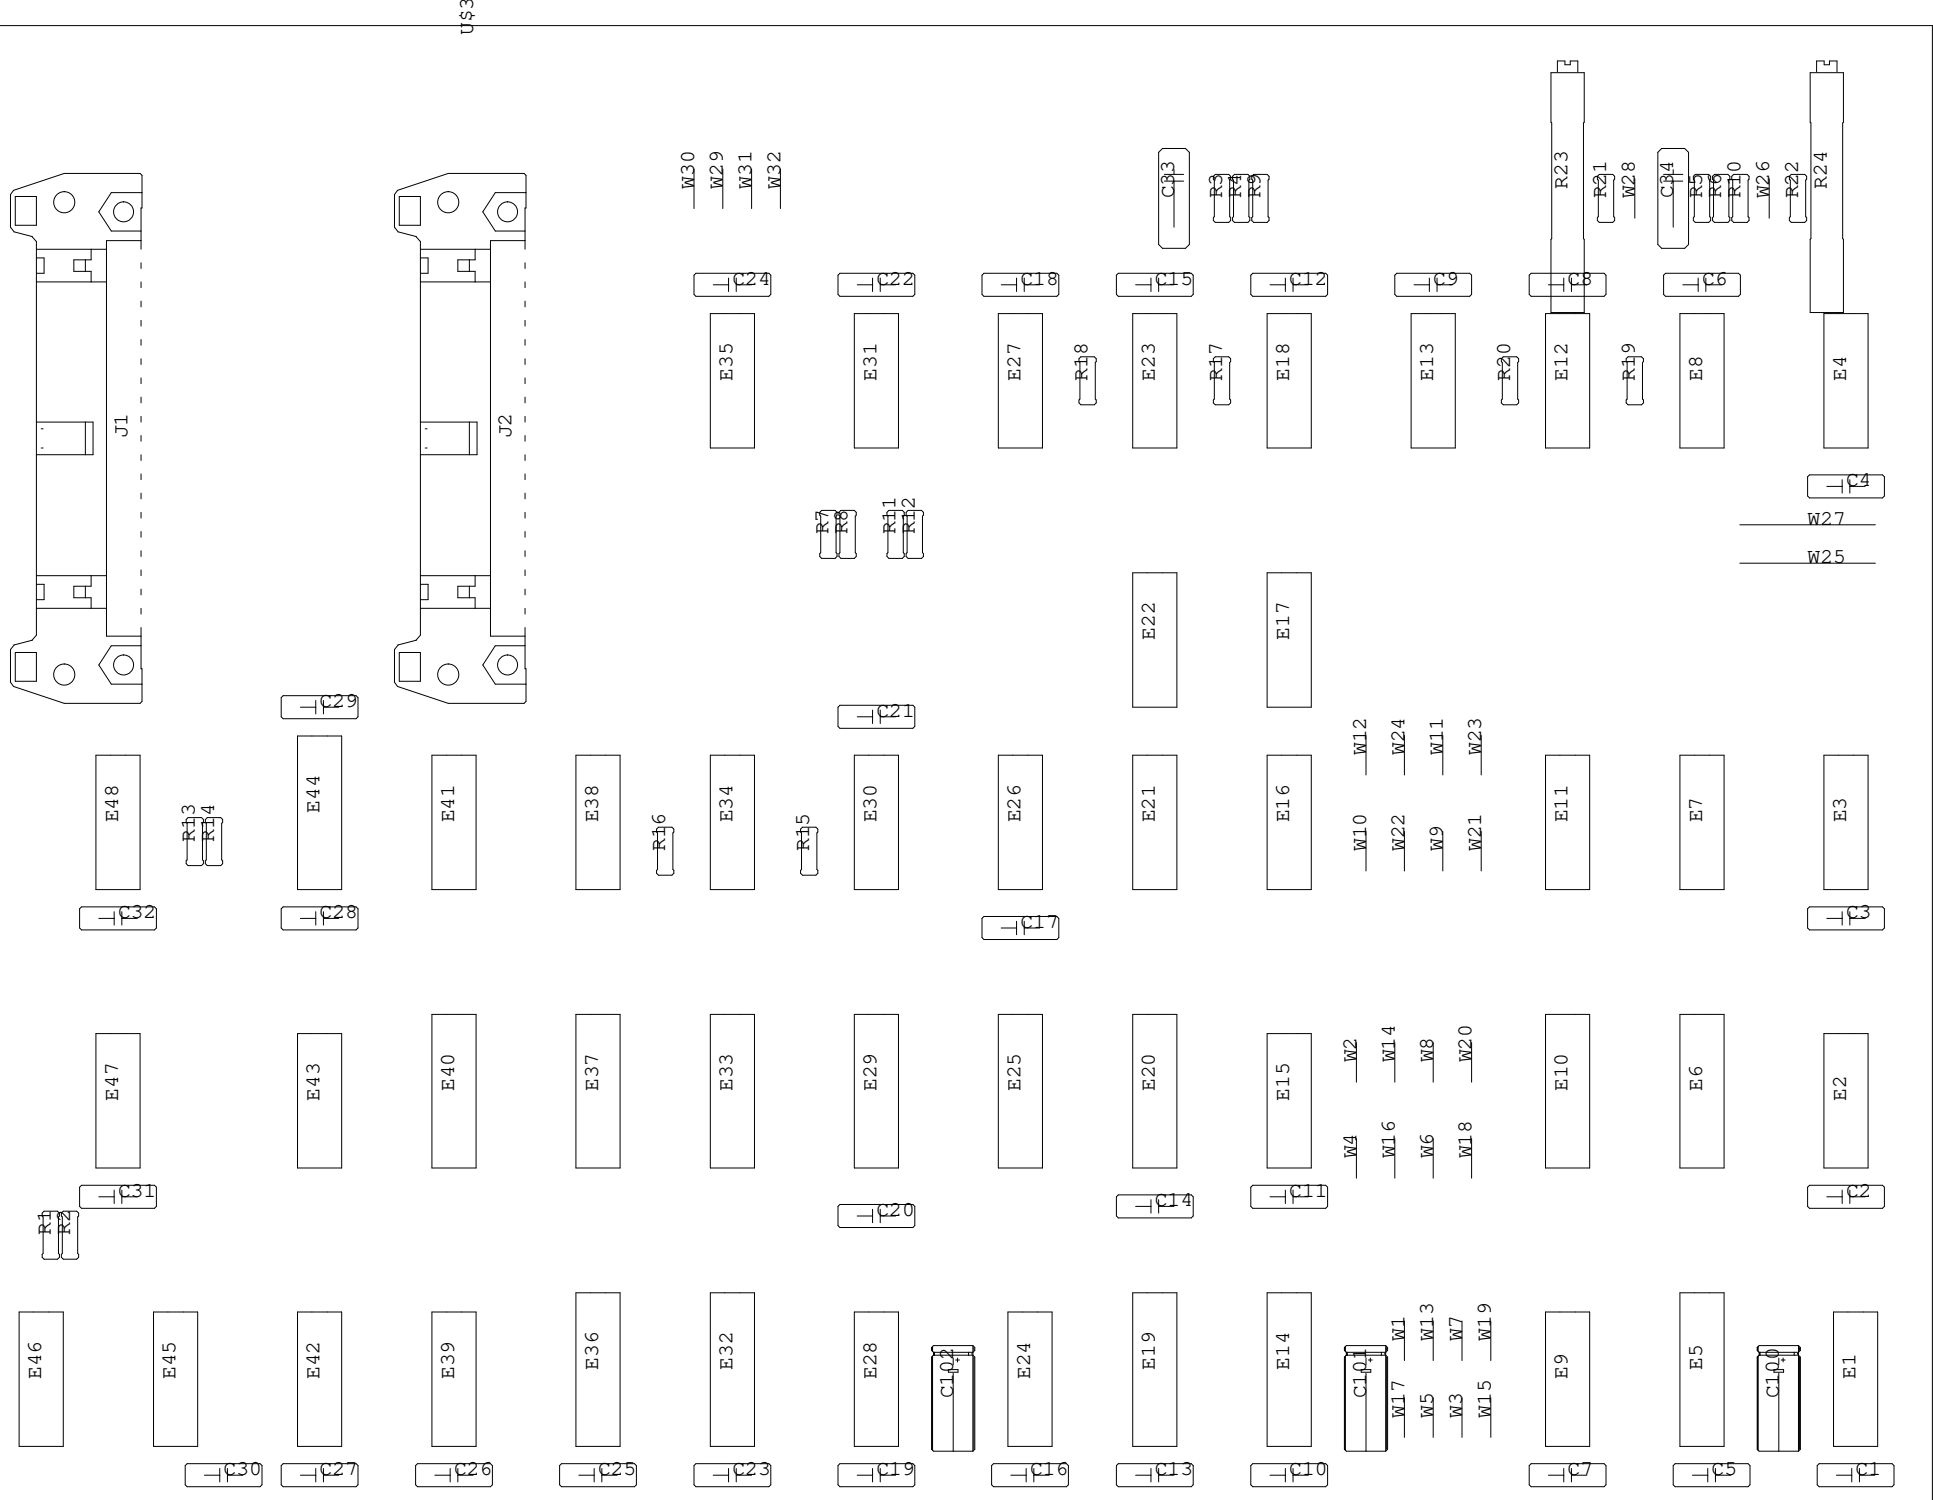 U$3
W30 W29 W31 W32
C33 R3 R4 R9 R23 R21 W28 C34 R5 R6 R10 W26 R22 R24
C24 C22 C18 C15 C12 C9 C8 C6
E35 E31 E27 R18 E23 R17 E18 E13 R20 E12 R19 E8 E4
J1 J2
C4
R7 R8 R11 R12
W27
W25
E22 E17
C29 C21
W12 W24 W11 W23
E48 R13 R14 E44 E41 E38 R16 E34 R15 E30 E26 E21 E16 W10 W22 W9 W21 E11 E7 E3
C32 C28 C17 C3
E47 E43 E40 E37 E33 E29 E25 E20 E15 W2 W14 W8 W20 E10 E6 E2
W4 W16 W6 W18
C31 C20 C14 C11 C2
R1 R2
W1 W13 W7 W19
E46 E45 E42 E39 E36 E32 E28 C102 E24 E19 E14 C101 E9 E5 C100 E1
W17 W5 W3 W15
C30 C27 C26 C25 C23 C19 C16 C13 C10 C7 C5 C1